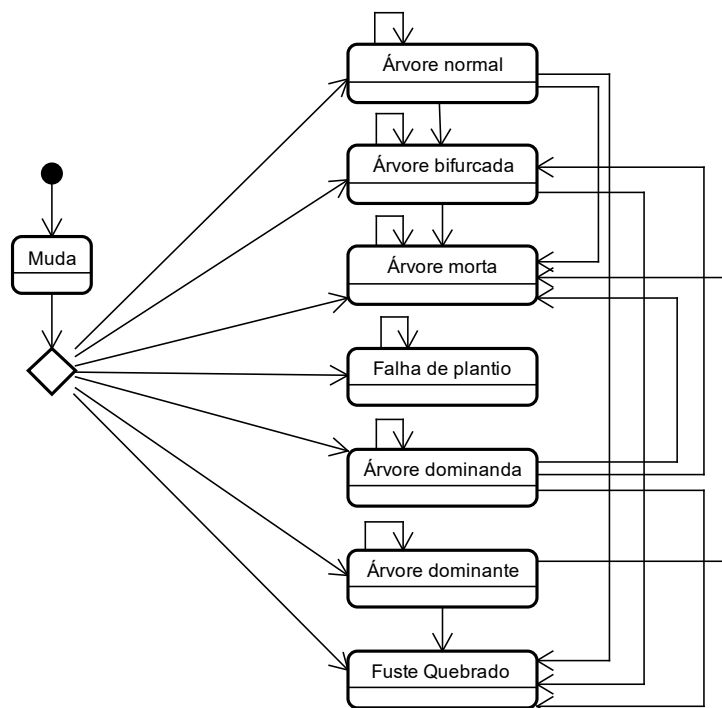 Árvore normal
Árvore bifurcada
Muda
Árvore morta
Falha de plantio
Árvore dominanda
Árvore dominante
Fuste Quebrado